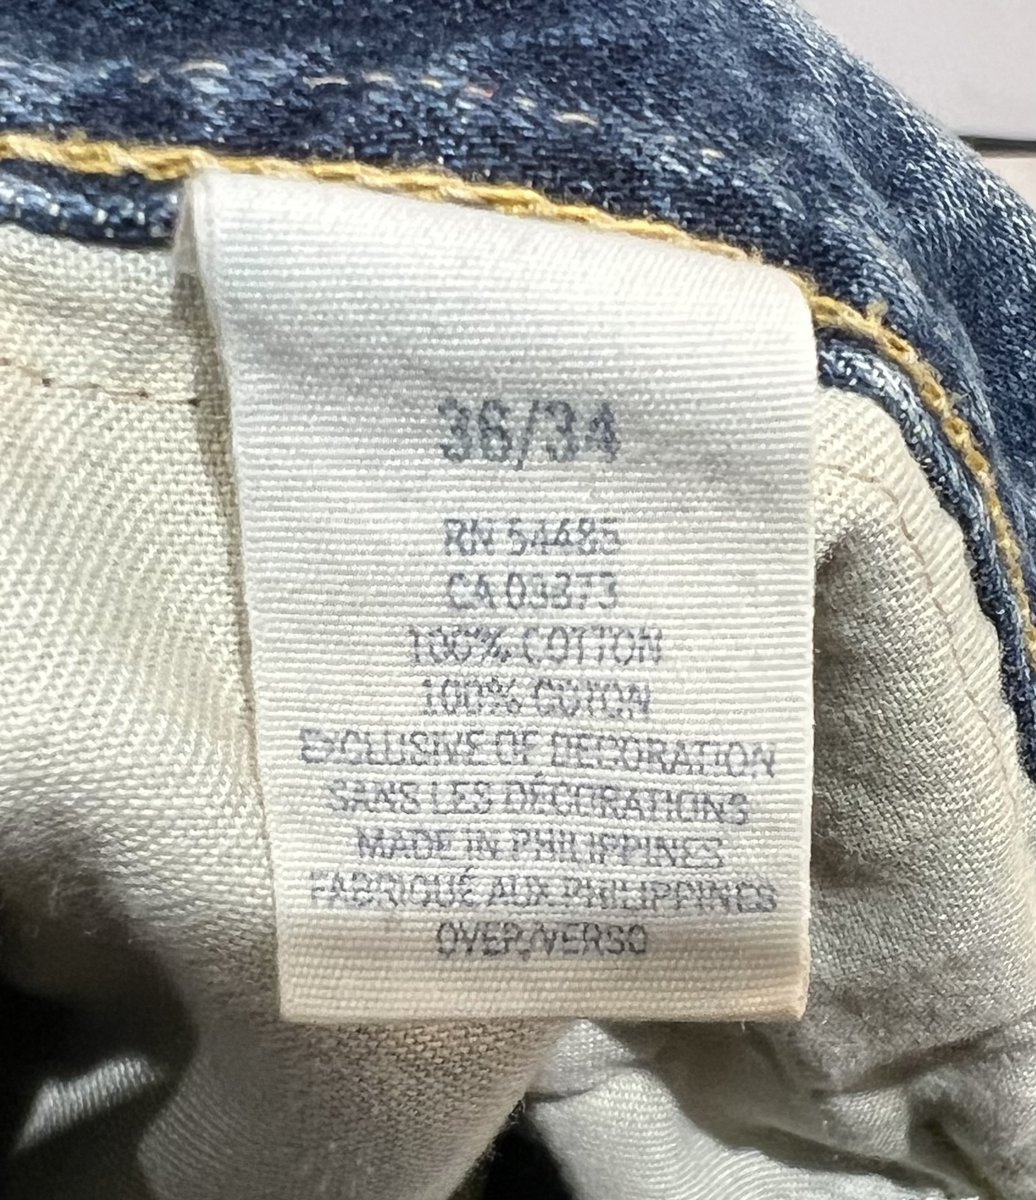 36/34
RN 54485
CA 03873
100% COTTON
100% COTON
EXCLUSIVE OF DECORATION
SANS LES DÉCORATIONS
MADE IN PHILIPPINES
FABRIQUÉ AUX PHILIPPINES
OVER/VERSO